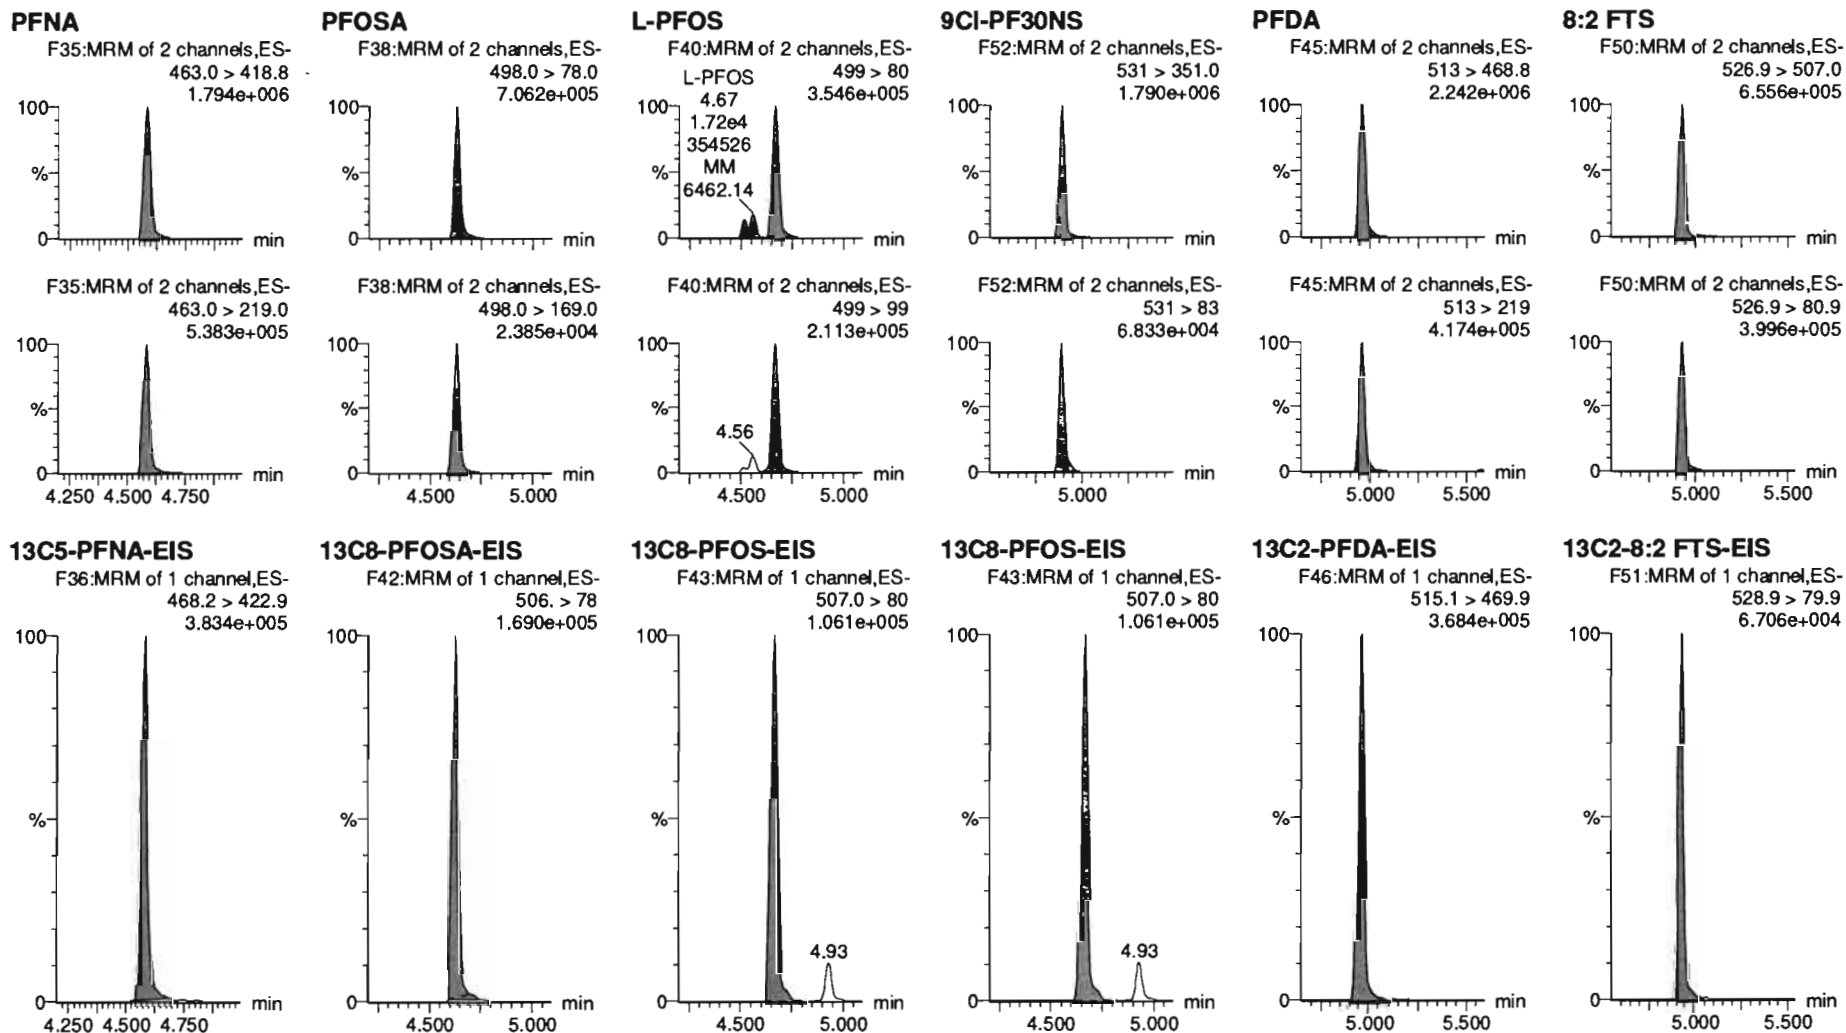 PFNA
F35:MRM of 2 channels,ES-
463.0 > 418.8
1.794e+006
100
%
0
min
F35:MRM of 2 channels,ES-
463.0 > 219.0
5.383e+005
100
%
0
min
4.250 4.500 4.750
PFOSA
F38:MRM of 2 channels,ES-
498.0 > 78.0
7.062e+005
100
%
0
min
F38:MRM of 2 channels,ES-
498.0 > 169.0
2.385e+004
100
%
0
min
4.500 5.000
L-PFOS
F40:MRM of 2 channels,ES-
499 > 80
3.546e+005
L-PFOS
4.67
1.72e4
354526
MM
6462.14
100
%
0
min
F40:MRM of 2 channels,ES-
499 > 99
2.113e+005
100
%
4.56
0
min
4.500 5.000
9Cl-PF30NS
F52:MRM of 2 channels,ES-
531 > 351.0
1.790e+006
100
%
0
min
F52:MRM of 2 channels,ES-
531 > 83
6.833e+004
100
%
0
min
5.000
PFDA
F45:MRM of 2 channels,ES-
513 > 468.8
2.242e+006
100
%
0
min
F45:MRM of 2 channels,ES-
513 > 219
4.174e+005
100
%
0
min
5.000 5.500
8:2 FTS
F50:MRM of 2 channels,ES-
526.9 > 507.0
6.556e+005
100
%
0
min
F50:MRM of 2 channels,ES-
526.9 > 80.9
3.996e+005
100
%
0
min
5.000 5.500
13C5-PFNA-EIS
F36:MRM of 1 channel,ES-
468.2 > 422.9
3.834e+005
100
%
0
min
4.250 4.500 4.750
13C8-PFOSA-EIS
F42:MRM of 1 channel,ES-
506. > 78
1.690e+005
100
%
0
min
4.500 5.000
13C8-PFOS-EIS
F43:MRM of 1 channel,ES-
507.0 > 80
1.061e+005
100
%
4.93
0
min
4.500 5.000
13C8-PFOS-EIS
F43:MRM of 1 channel,ES-
507.0 > 80
1.061e+005
100
%
4.93
0
min
4.500 5.000
13C2-PFDA-EIS
F46:MRM of 1 channel,ES-
515.1 > 469.9
3.684e+005
100
%
0
min
5.000 5.500
13C2-8:2 FTS-EIS
F51:MRM of 1 channel,ES-
528.9 > 79.9
6.706e+004
100
%
0
min
5.000 5.500